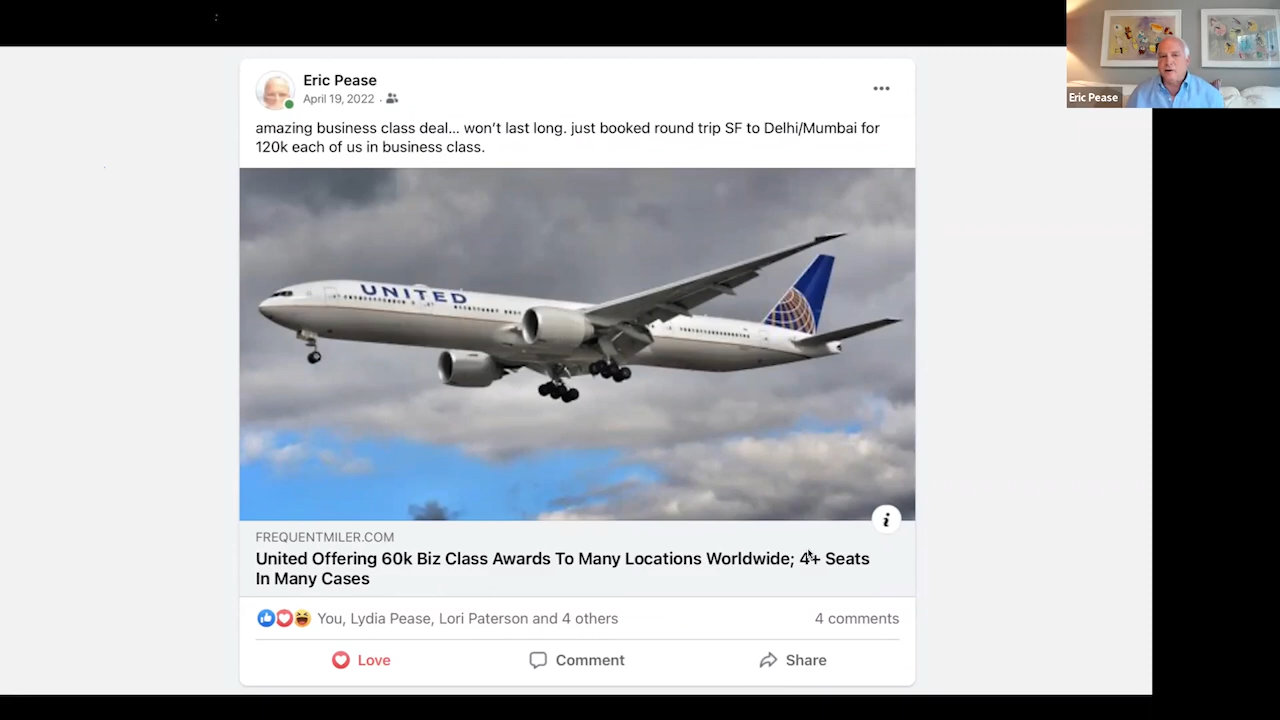 Eric Pease
April 19, 2022 ·
amazing business class deal... won't last long. just booked round trip SF to Delhi/Mumbai for
120k each of us in business class.
UNITED
FREQUENTMILER.COM
United Offering 60k Biz Class Awards To Many Locations Worldwide; 4+ Seats
In Many Cases
You, Lydia Pease, Lori Paterson and 4 others
4 comments
Love
Comment
Share
Eric Pease